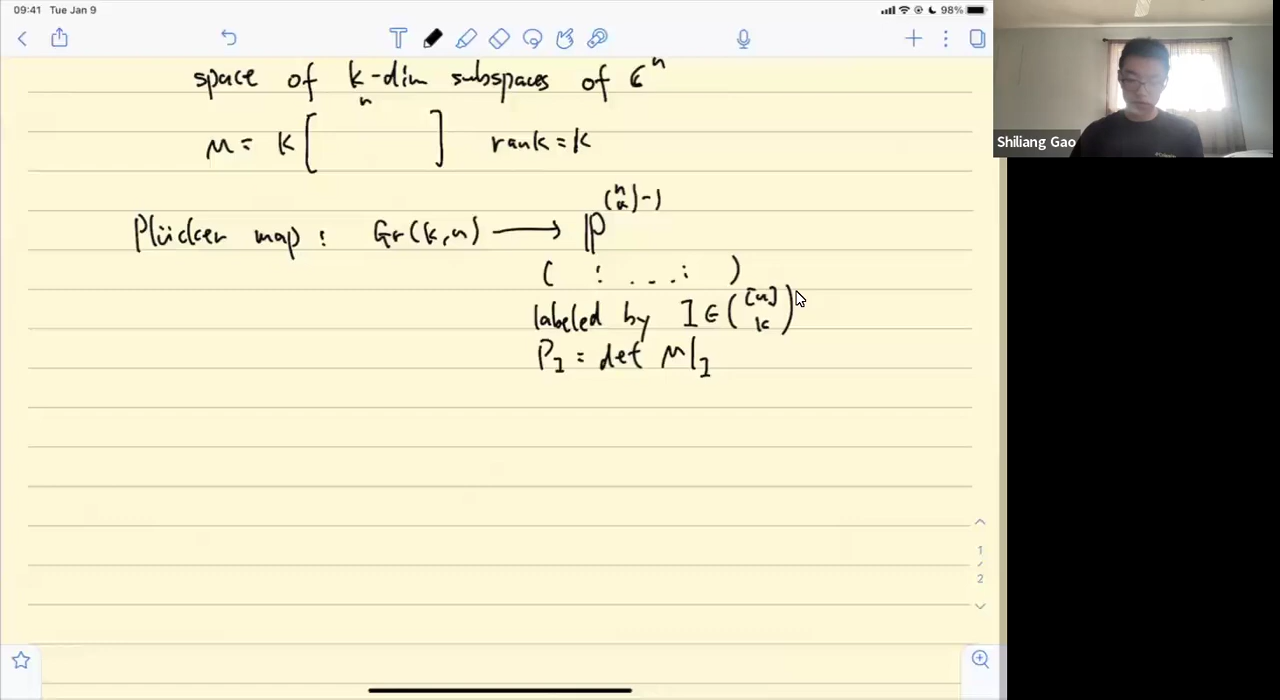 09:41 Tue Jan 9
98%
space of k-dim subspaces of ℂⁿ
n
M = k [ ] rank = k
Plücker map : Gr(k,n) ⟶ ℙ^{(n k)-1}
( : ... : )
labeled by I ∈ ([n] k)
P_I = det M|_I
1
/
2
Shiliang Gao